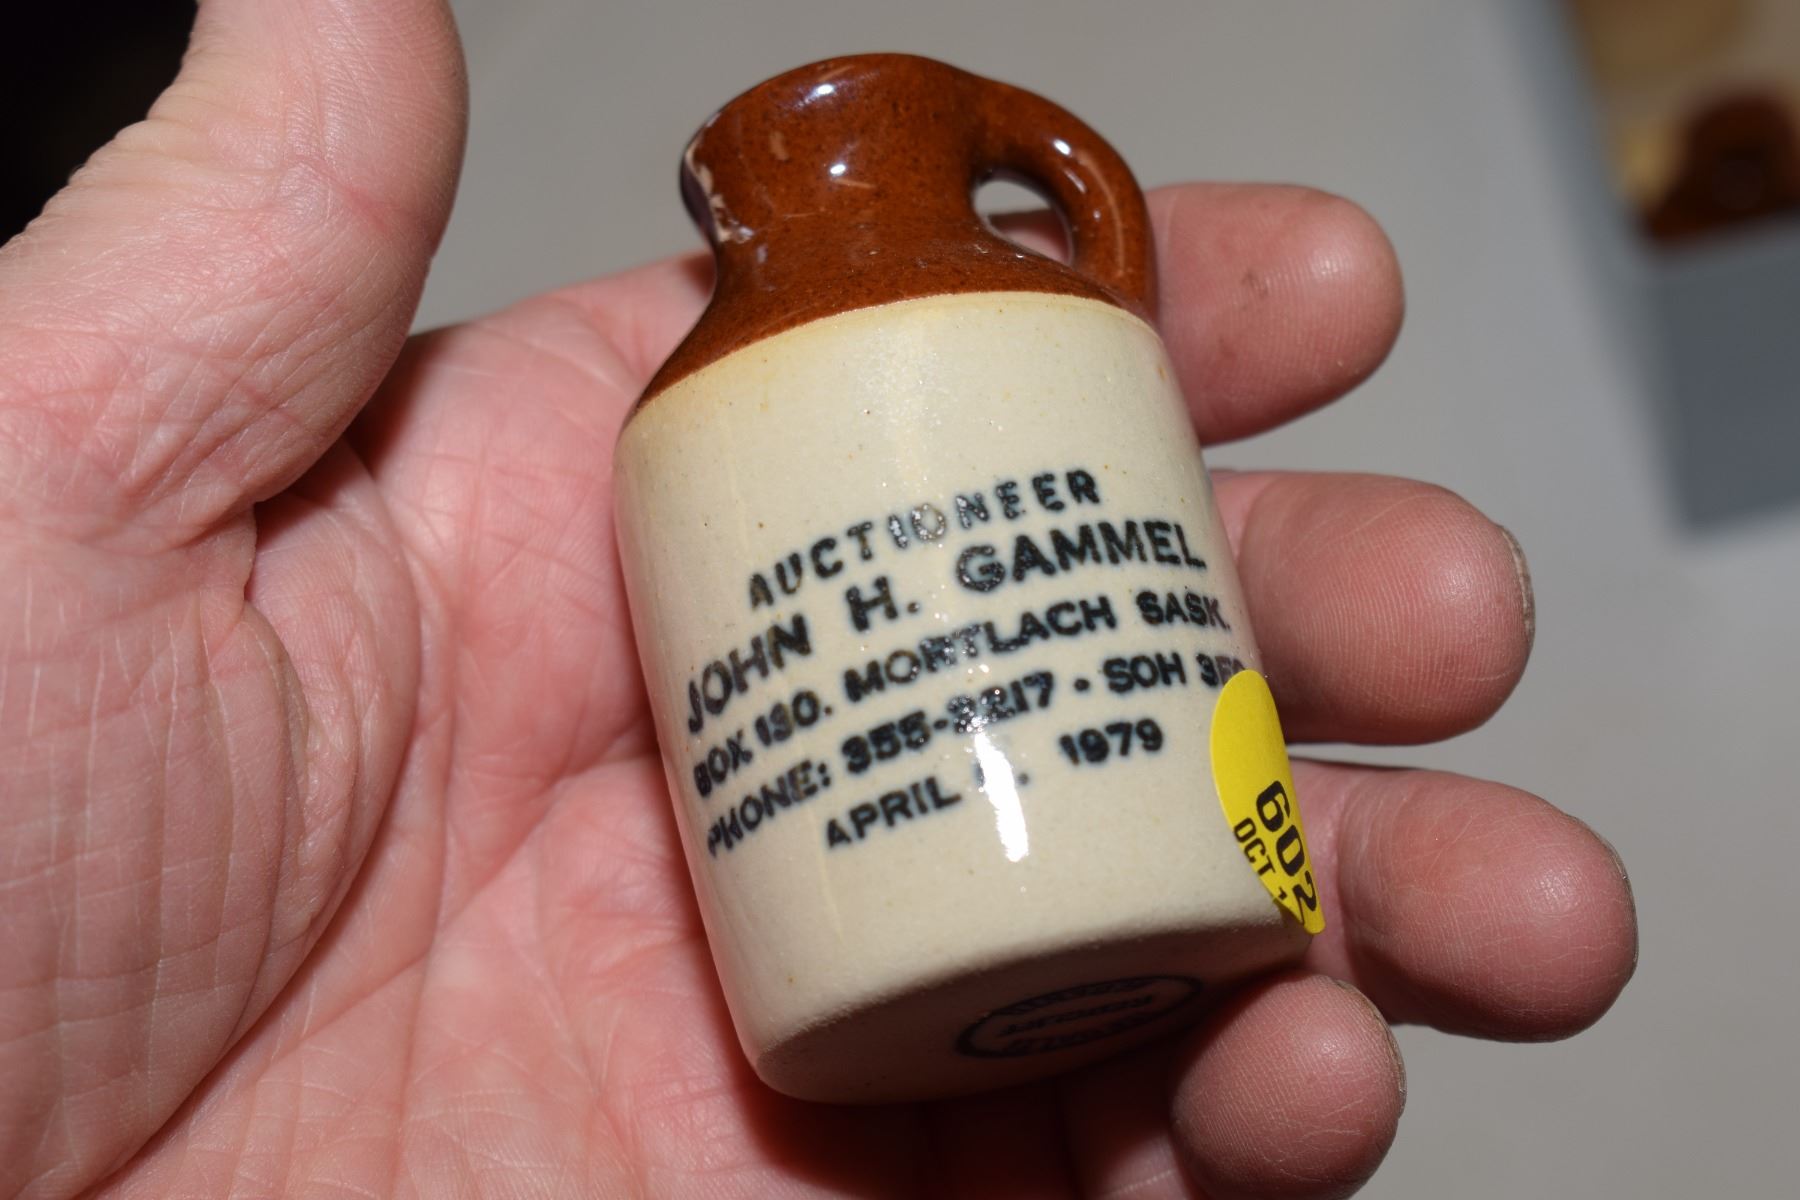 AUCTIONEER
JOHN H. GAMMEL
BOX 130. MORTLACH SASK.
PHONE: 355-2217 • SOH
APRIL 1979
602
OCT